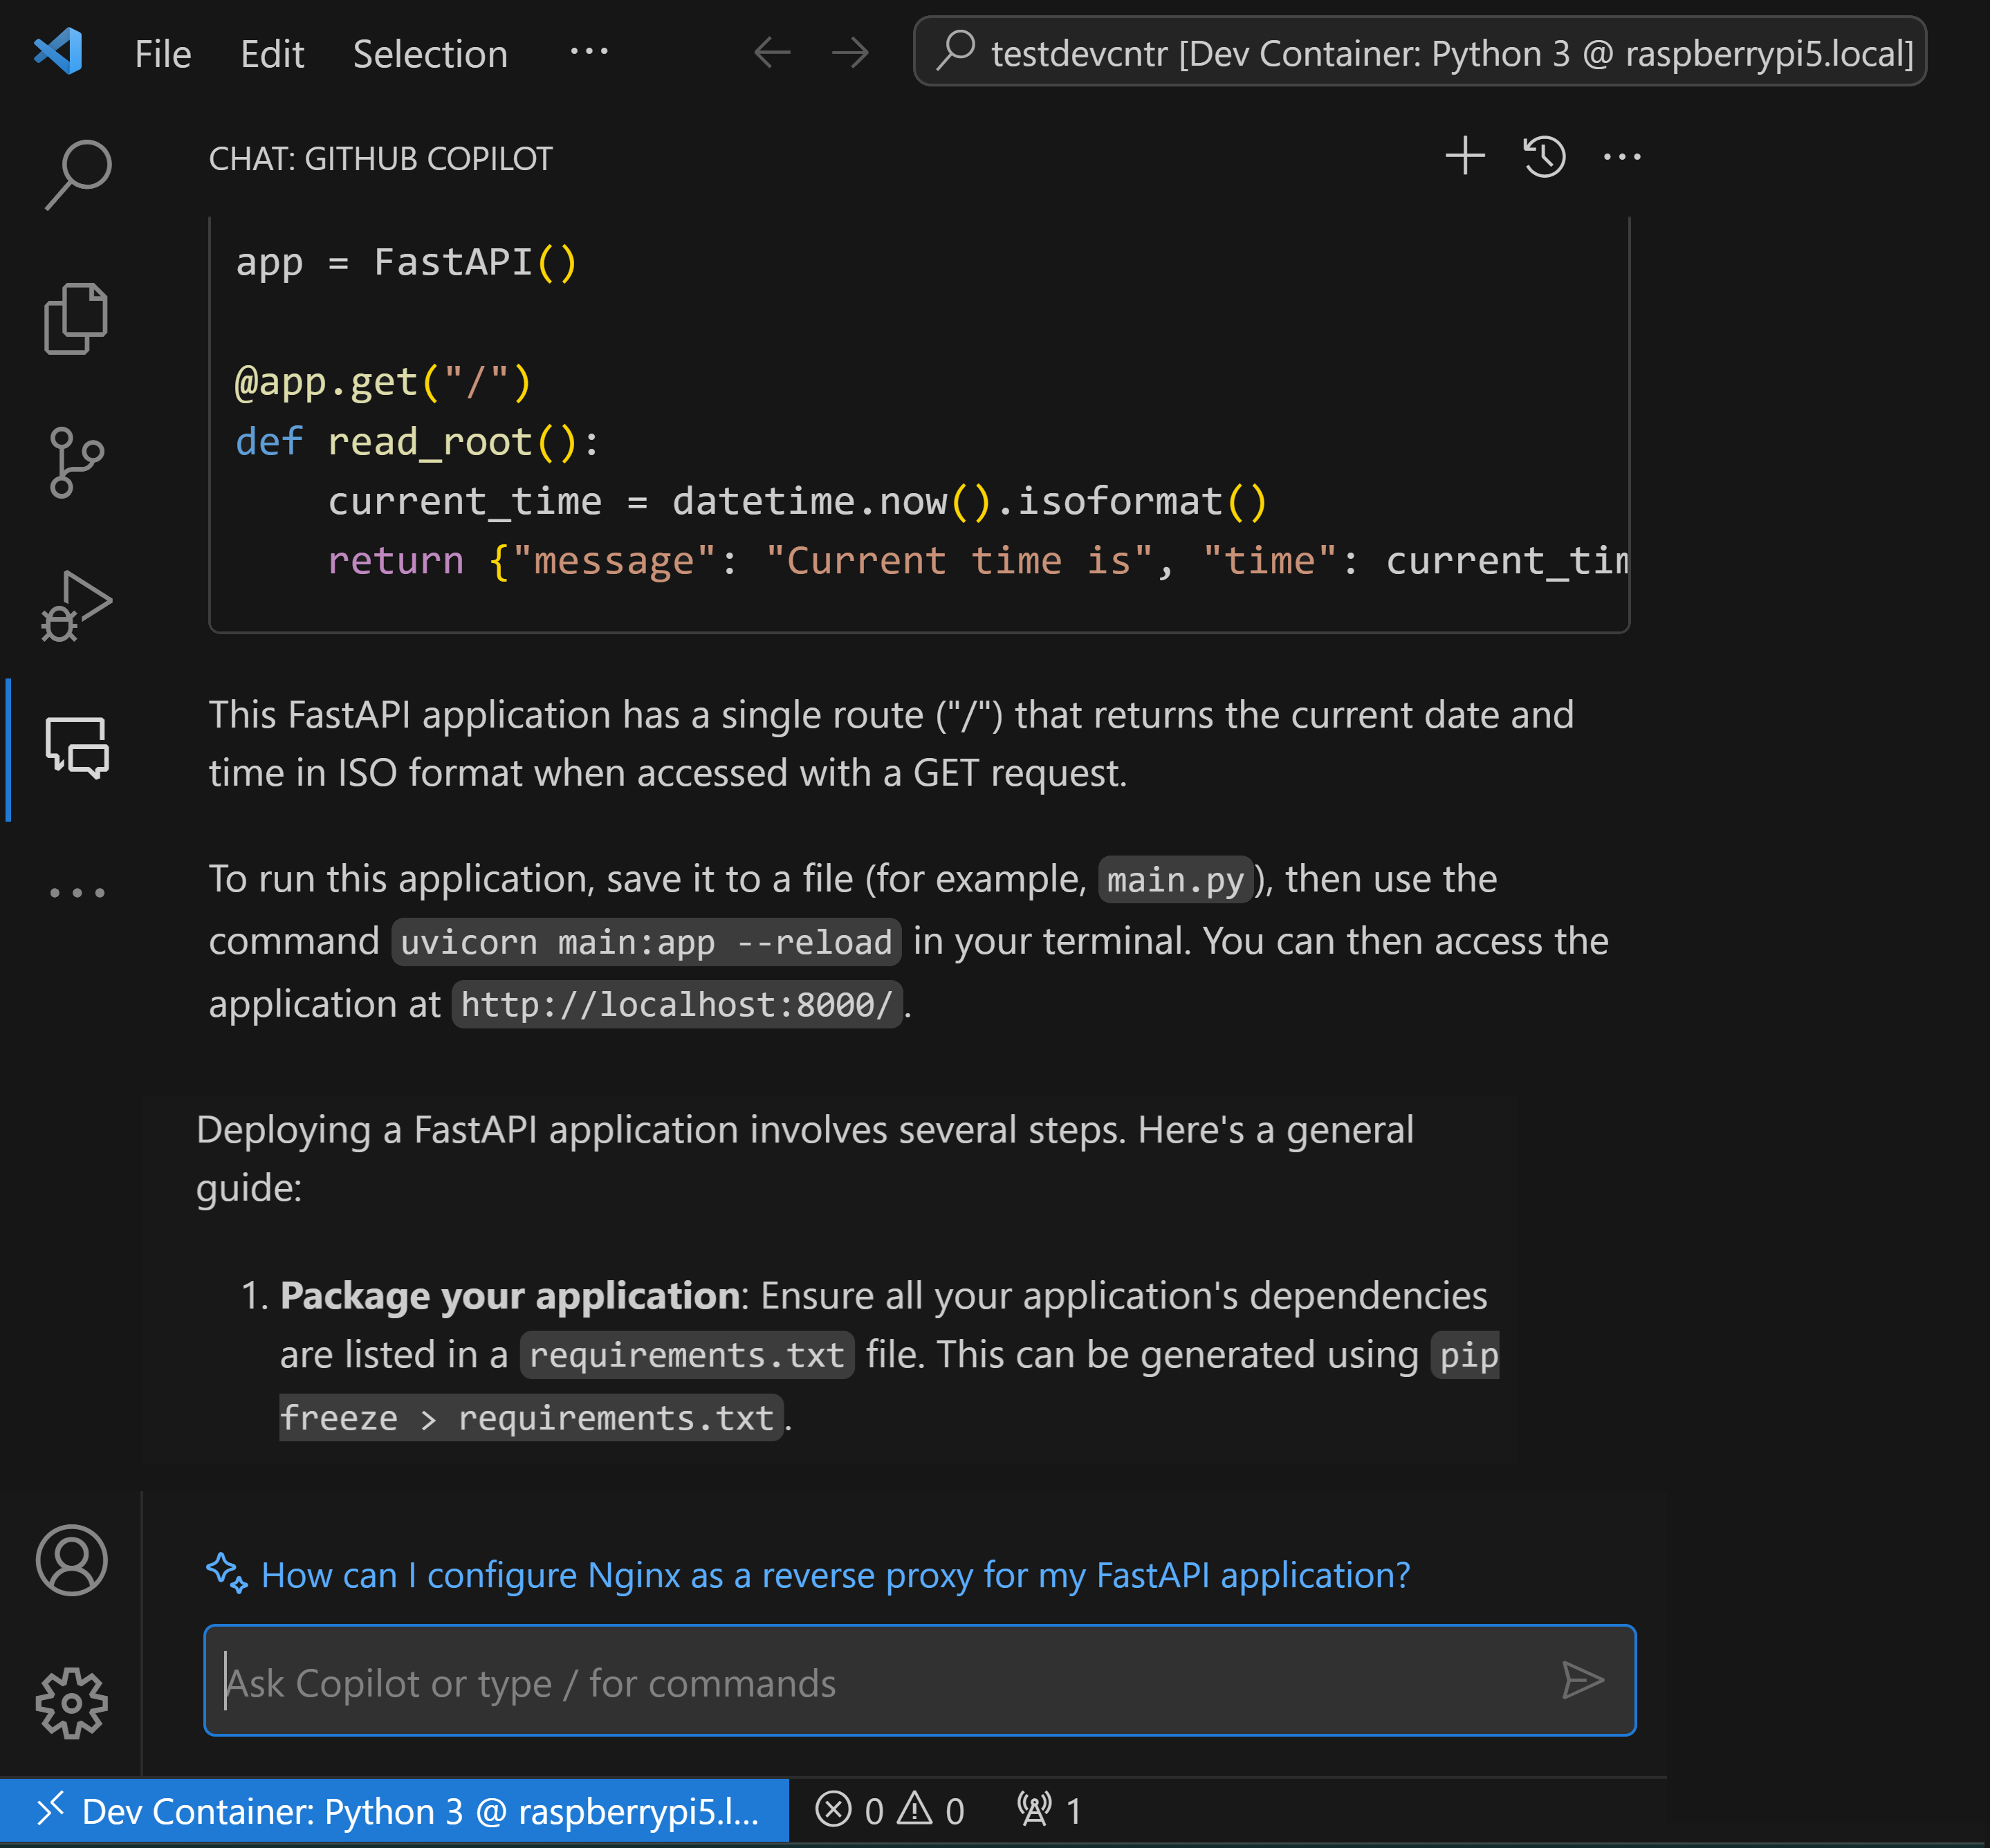 File Edit Selection ···
testdevcntr [Dev Container: Python 3 @ raspberrypi5.local]
CHAT: GITHUB COPILOT
app = FastAPI()
@app.get("/")
def read_root():
    current_time = datetime.now().isoformat()
    return {"message": "Current time is", "time": current_tim
This FastAPI application has a single route ("/") that returns the current date and
time in ISO format when accessed with a GET request.
To run this application, save it to a file (for example, main.py), then use the
command uvicorn main:app --reload in your terminal. You can then access the
application at http://localhost:8000/.
Deploying a FastAPI application involves several steps. Here's a general
guide:
1. Package your application: Ensure all your application's dependencies
are listed in a requirements.txt file. This can be generated using pip
freeze > requirements.txt.
How can I configure Nginx as a reverse proxy for my FastAPI application?
Ask Copilot or type / for commands
Dev Container: Python 3 @ raspberrypi5.l... 0 0 1